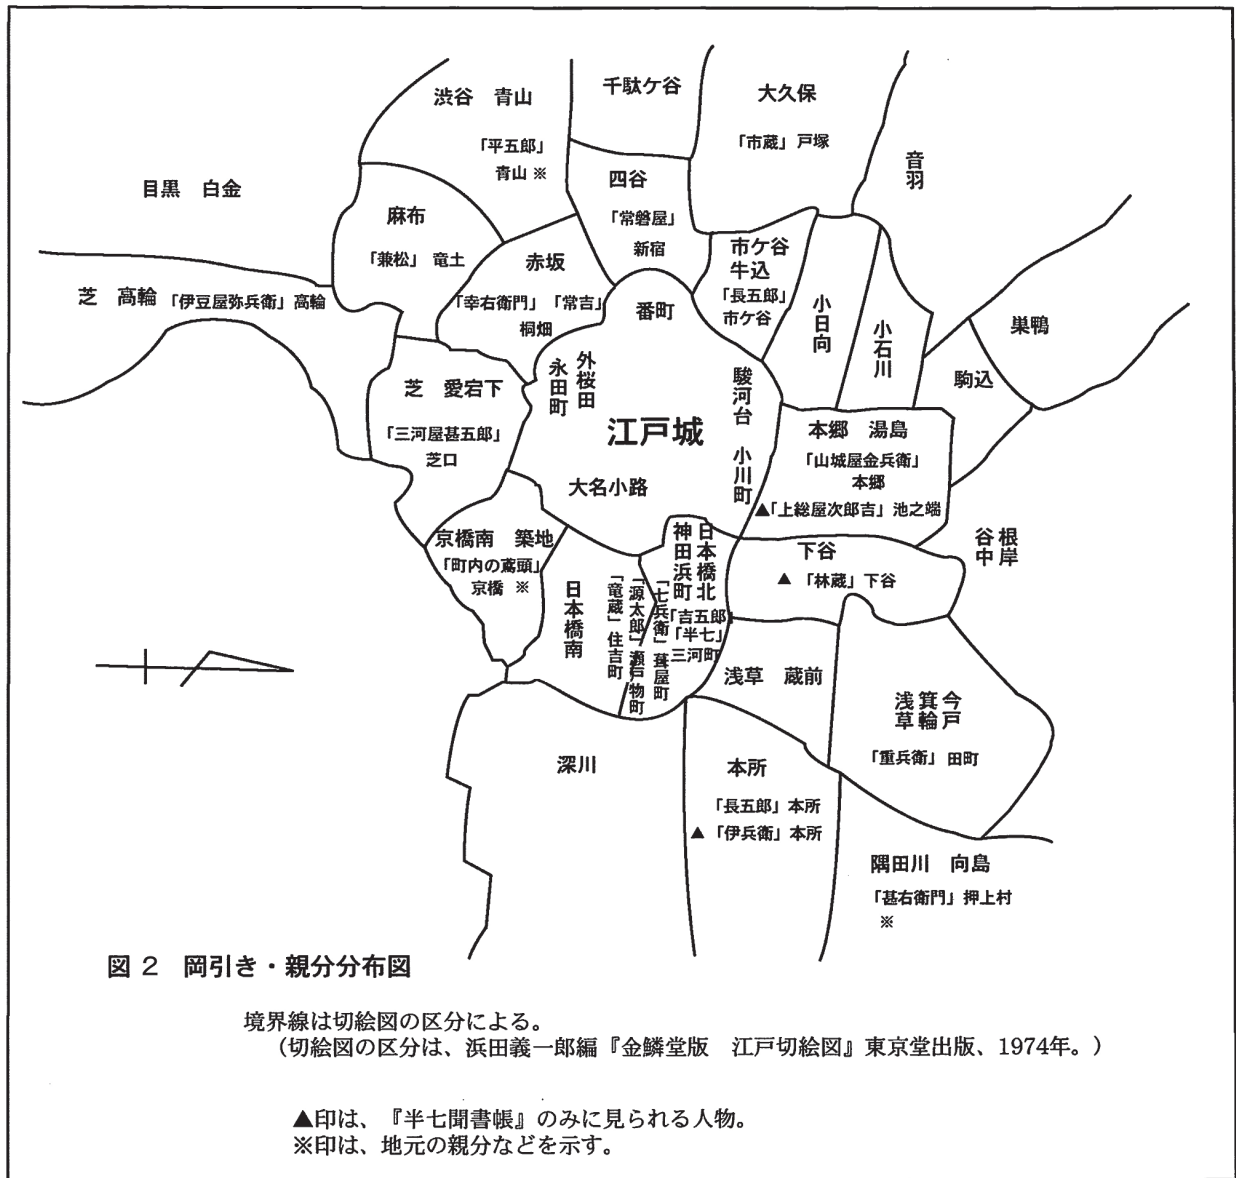 渋谷 青山
「平五郎」
青山 ※
千駄ケ谷
大久保
「市蔵」戸塚
音羽
目黒 白金
麻布
「兼松」 竜土
四谷
「常磐屋」
新宿
赤坂
「幸右衛門」 「常吉」
桐畑
市ケ谷
牛込
「長五郎」
市ケ谷
小日向
小石川
巣鴨
駒込
芝 高輪 「伊豆屋弥兵衛」高輪
番町
外桜田
永田町
江戸城
駿河台 小川町
大名小路
芝 愛宕下
「三河屋甚五郎」
芝口
本郷 湯島
「山城屋金兵衛」
本郷
▲「上総屋次郎吉」池之端
京橋南 築地
「町内の鳶頭」
京橋 ※
日本橋南
「竜蔵」住吉町
「源太郎」瀬戸物町
「七兵衛」葺屋町
日本橋北
神田浜町
「吉五郎」
「半七」
三河町
下谷
▲ 「林蔵」下谷
根岸
谷中
浅草 蔵前
今戸
箕輪
浅草
「重兵衛」田町
深川
本所
「長五郎」本所
▲ 「伊兵衛」本所
隅田川 向島
「甚右衛門」押上村
※
図 2 岡引き・親分分布図
境界線は切絵図の区分による。
(切絵図の区分は、浜田義一郎編『金鱗堂版 江戸切絵図』東京堂出版、1974年。)
▲印は、『半七聞書帳』のみに見られる人物。
※印は、地元の親分などを示す。